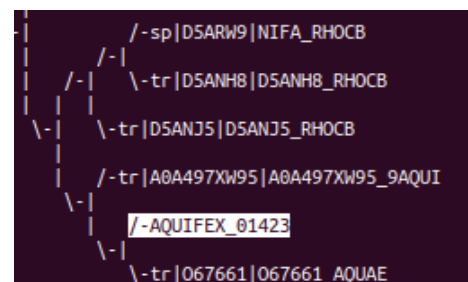 -| /-sp|D5ARW9|NIFA_RHOCB
| /-|
| /-| \-tr|D5ANH8|D5ANH8_RHOCB
| | |
\-| \-tr|D5ANJ5|D5ANJ5_RHOCB
|
| /-tr|A0A497XW95|A0A497XW95_9AQUI
\-|
| /-AQUIFEX_01423
\-|
\-tr|O67661|O67661_AQUAE